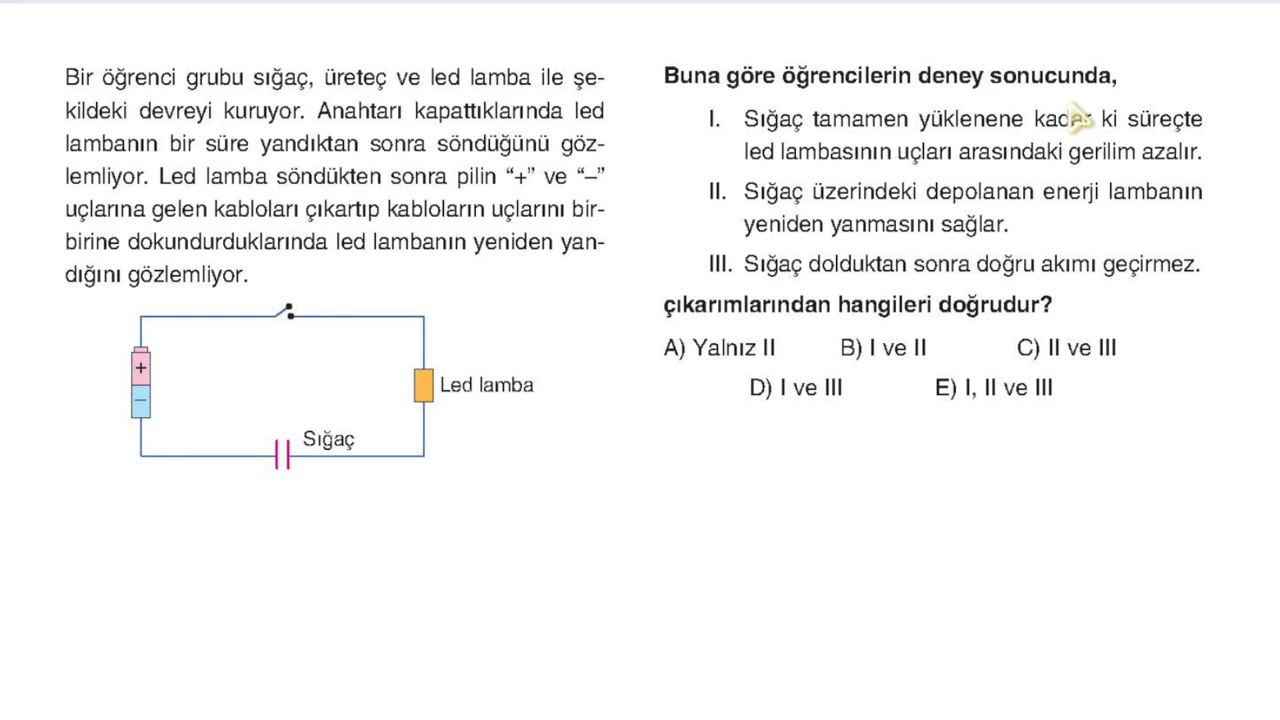 Bir öğrenci grubu sığaç, üreteç ve led lamba ile şe-
kildeki devreyi kuruyor. Anahtarı kapattıklarında led
lambanın bir süre yandıktan sonra söndüğünü göz-
lemliyor. Led lamba söndükten sonra pilin “+” ve “–”
uçlarına gelen kabloları çıkartıp kabloların uçlarını bir-
birine dokundurduklarında led lambanın yeniden yan-
dığını gözlemliyor.
+
–
Led lamba
Sığaç
Buna göre öğrencilerin deney sonucunda,
I. Sığaç tamamen yüklenene kadar ki süreçte
led lambasının uçları arasındaki gerilim azalır.
II. Sığaç üzerindeki depolanan enerji lambanın
yeniden yanmasını sağlar.
III. Sığaç dolduktan sonra doğru akımı geçirmez.
çıkarımlarından hangileri doğrudur?
A) Yalnız II B) I ve II C) II ve III
D) I ve III E) I, II ve III